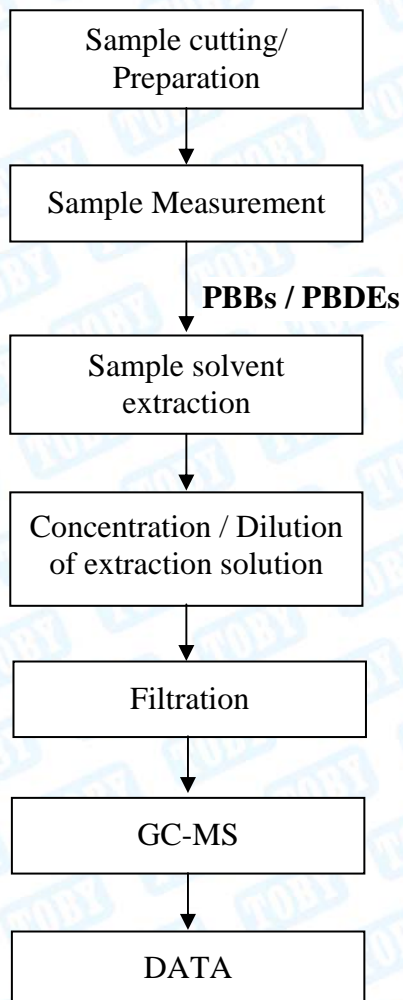 Sample cutting/
Preparation
Sample Measurement
PBBs / PBDEs
Sample solvent
extraction
Concentration / Dilution
of extraction solution
Filtration
GC-MS
DATA
TOBY